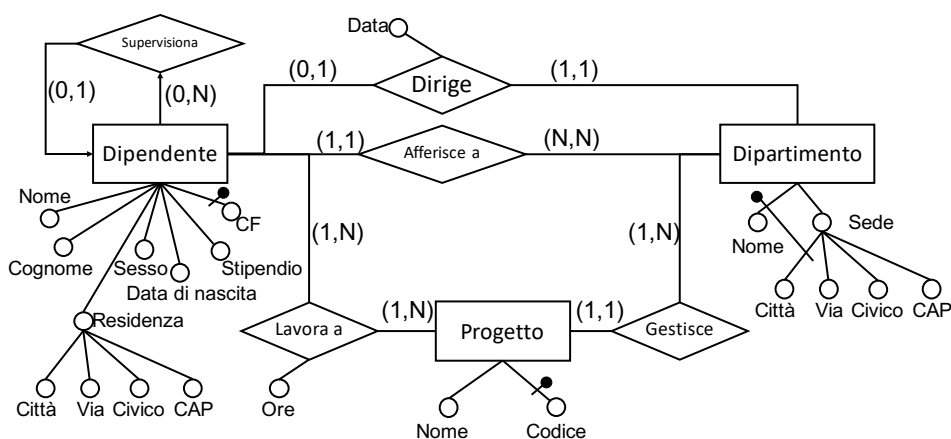 Data
Supervisiona
(0,1)
(0,N)
(0,1)
Dirige
(1,1)
Dipendente
(1,1)
Afferisce a
(N,N)
Dipartimento
Nome
CF
Cognome
Sesso
Stipendio
Data di nascita
(1,N)
(1,N)
Nome
Sede
Città
Via
Civico
CAP
Residenza
Lavora a
(1,N)
Progetto
(1,1)
Gestisce
Città
Via
Civico
CAP
Ore
Nome
Codice